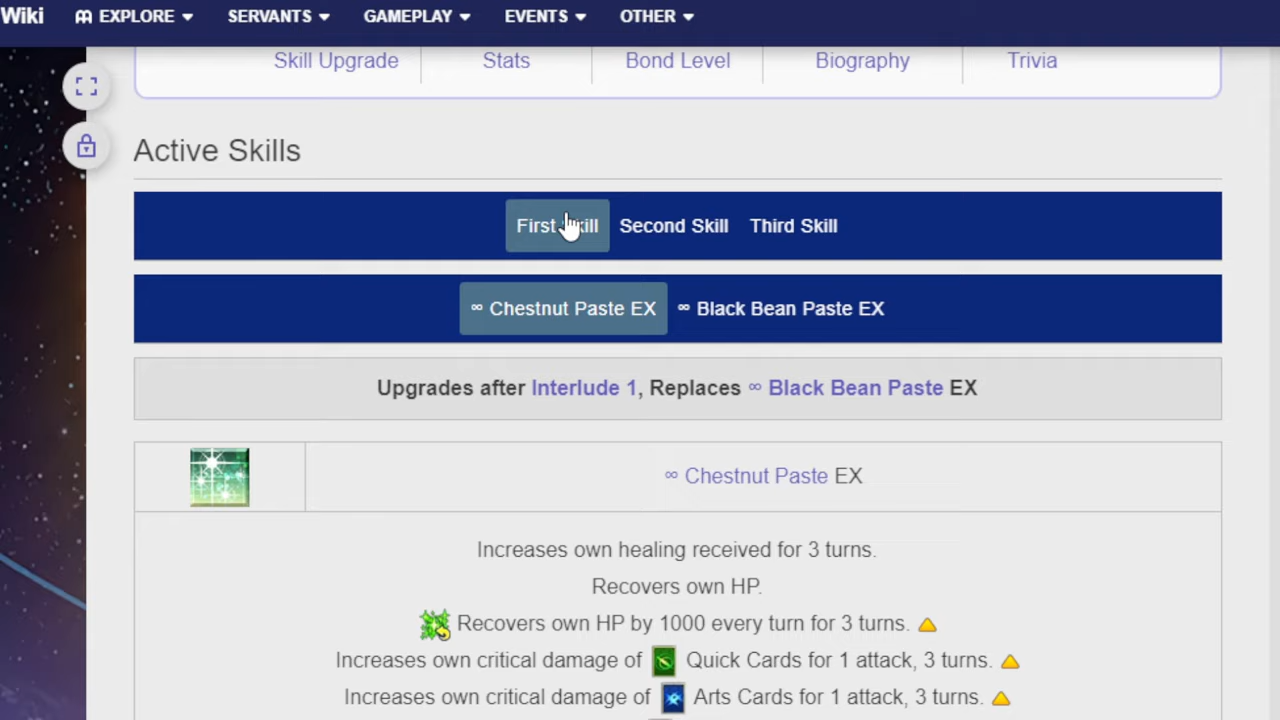 Wiki EXPLORE SERVANTS GAMEPLAY EVENTS OTHER
Skill Upgrade Stats Bond Level Biography Trivia
Active Skills
First Skill Second Skill Third Skill
∞ Chestnut Paste EX ∞ Black Bean Paste EX
Upgrades after Interlude 1, Replaces ∞ Black Bean Paste EX
∞ Chestnut Paste EX
Increases own healing received for 3 turns.
Recovers own HP.
Recovers own HP by 1000 every turn for 3 turns.
Increases own critical damage of Quick Cards for 1 attack, 3 turns.
Increases own critical damage of Arts Cards for 1 attack, 3 turns.